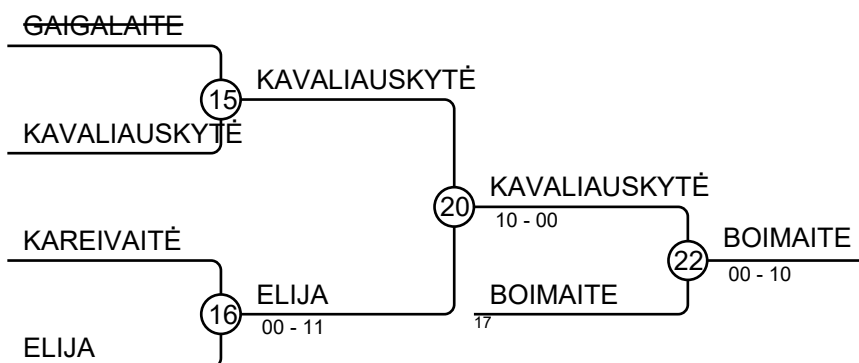 GAIGALAITE
15
KAVALIAUSKYTĖ
KAVALIAUSKYTĖ
20
KAVALIAUSKYTĖ
10 - 00
KAREIVAITĖ
22
BOIMAITE
00 - 10
16
ELIJA
00 - 11
BOIMAITE
17
ELIJA